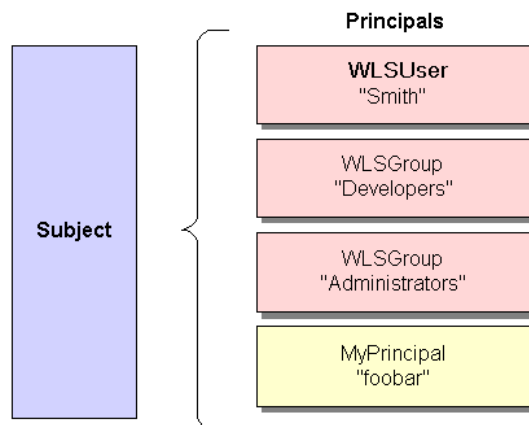 Principals
WLSUser
"Smith"
WLSGroup
"Developers"
Subject
WLSGroup
"Administrators"
MyPrincipal
"foobar"